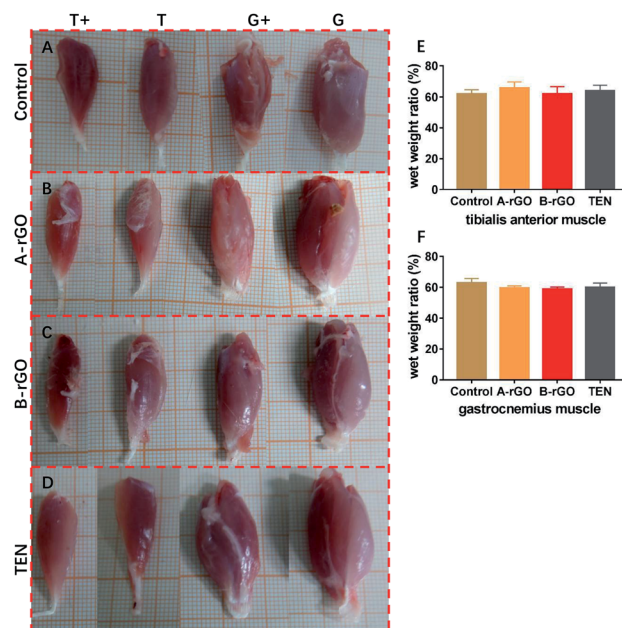 T+ T G+ G
A
Control
B
A-rGO
C
B-rGO
D
TEN
E
wet weight ratio (%)
80
60
40
20
0
Control A-rGO B-rGO TEN
tibialis anterior muscle
F
wet weight ratio (%)
80
60
40
20
0
Control A-rGO B-rGO TEN
gastrocnemius muscle